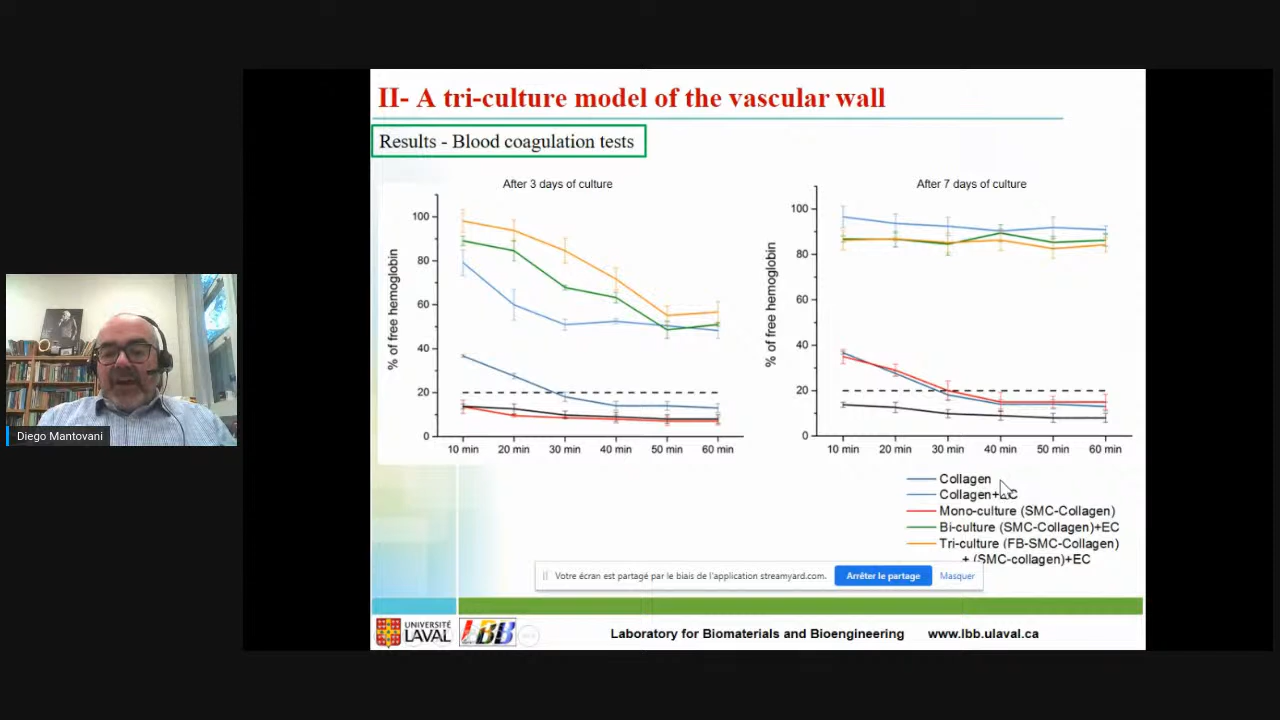 II- A tri-culture model of the vascular wall
Results - Blood coagulation tests
After 3 days of culture
% of free hemoglobin
100
80
60
40
20
0
10 min 20 min 30 min 40 min 50 min 60 min
After 7 days of culture
% of free hemoglobin
100
80
60
40
20
0
10 min 20 min 30 min 40 min 50 min 60 min
Collagen
Collagen+EC
Mono-culture (SMC-Collagen)
Bi-culture (SMC-Collagen)+EC
Tri-culture (FB-SMC-Collagen)
+ (SMC-collagen)+EC
Diego Mantovani
Votre écran est partagé par le biais de l'application streamyard.com.
Arrêter le partage
Masquer
UNIVERSITÉ
LAVAL
LBB
Laboratory for Biomaterials and Bioengineering www.lbb.ulaval.ca